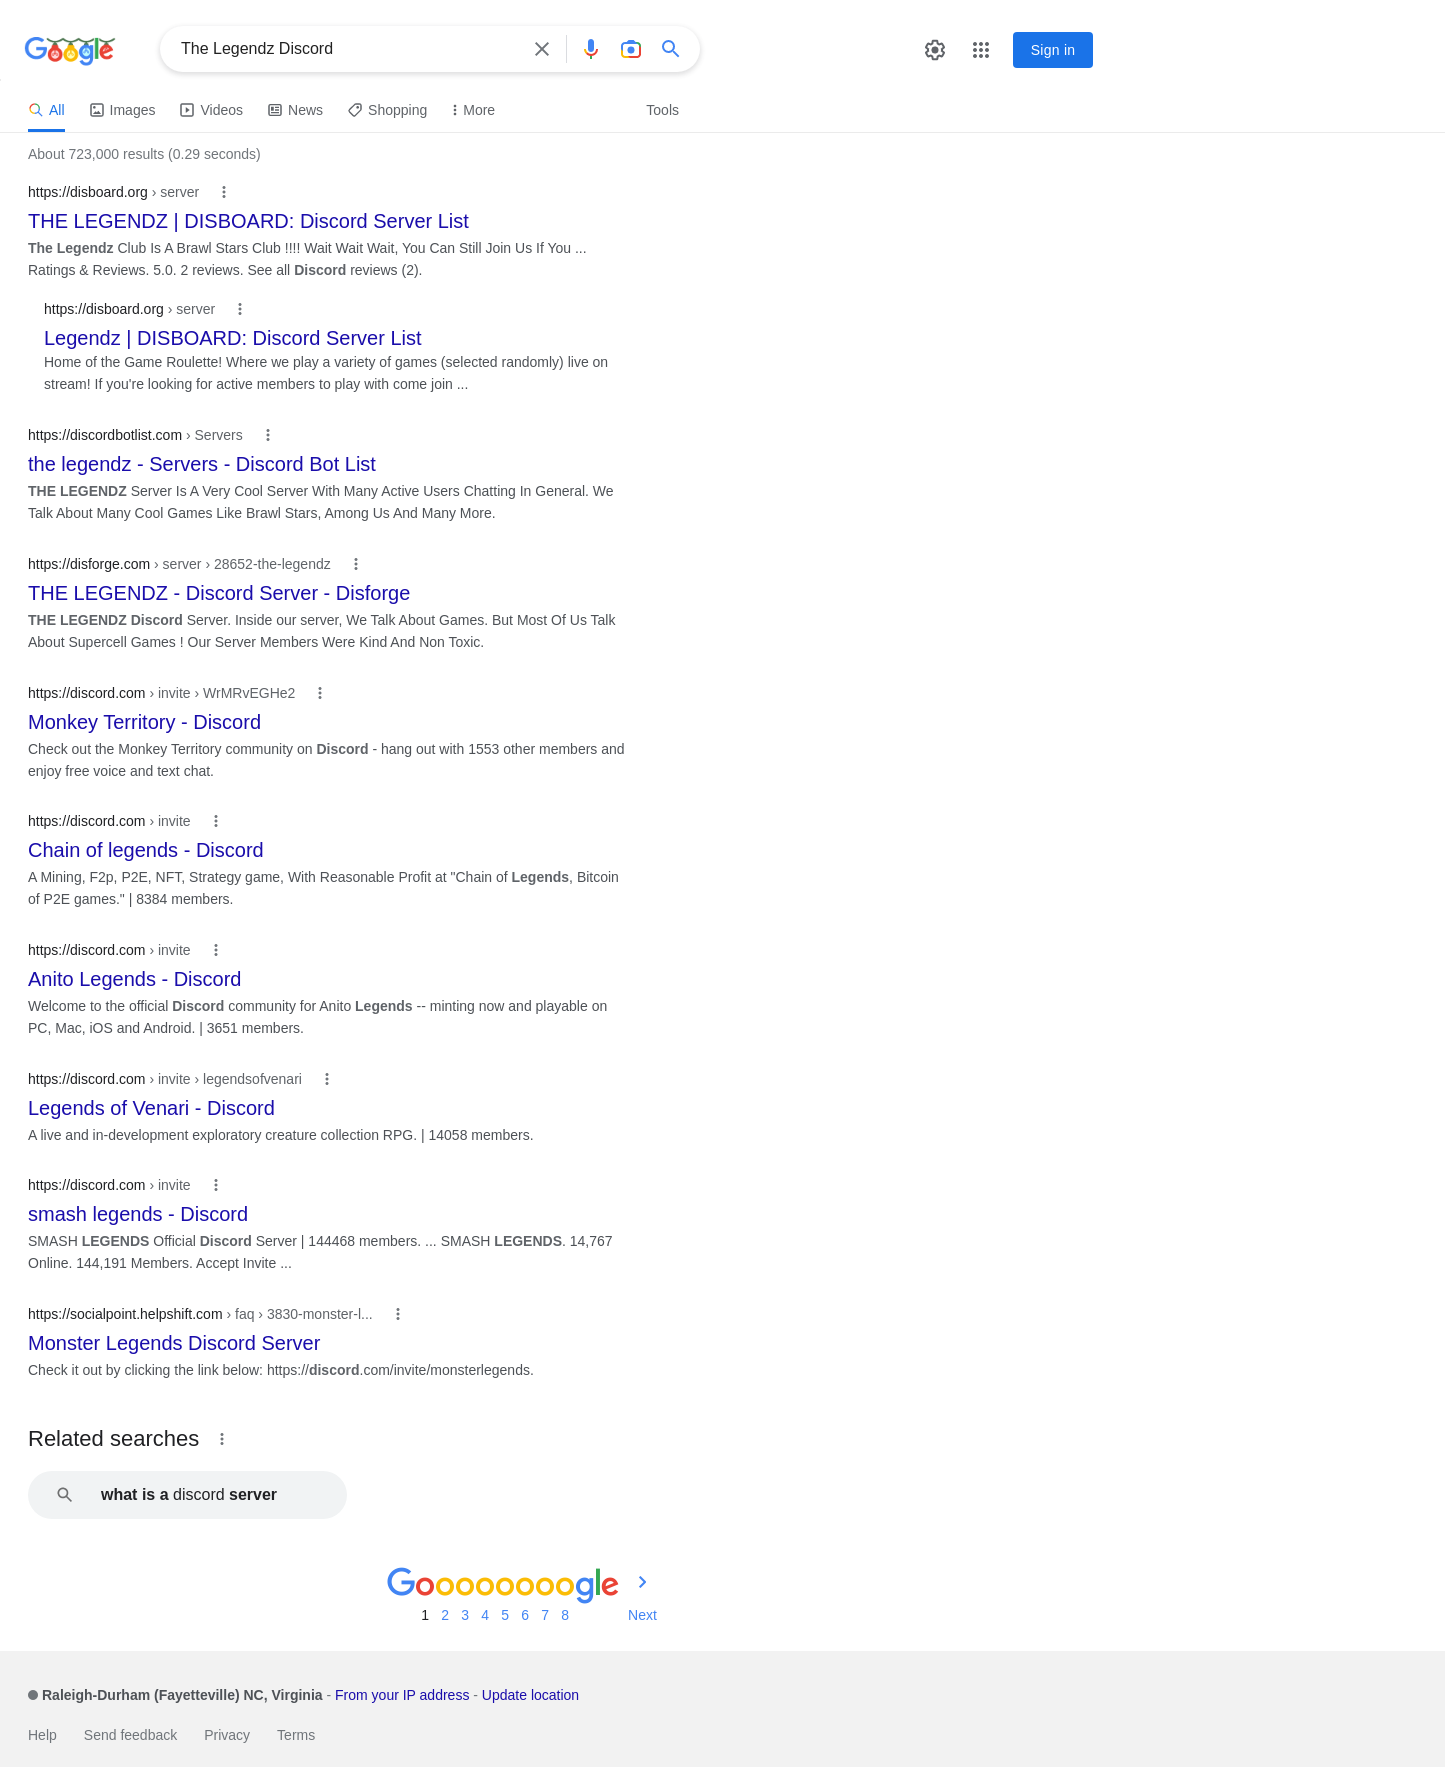 Google
The Legendz Discord
Sign in
All Images Videos News Shopping More Tools
About 723,000 results (0.29 seconds)
https://disboard.org › server
THE LEGENDZ | DISBOARD: Discord Server List
The Legendz Club Is A Brawl Stars Club !!!! Wait Wait Wait, You Can Still Join Us If You ...
Ratings & Reviews. 5.0. 2 reviews. See all Discord reviews (2).
https://disboard.org › server
Legendz | DISBOARD: Discord Server List
Home of the Game Roulette! Where we play a variety of games (selected randomly) live on
stream! If you're looking for active members to play with come join ...
https://discordbotlist.com › Servers
the legendz - Servers - Discord Bot List
THE LEGENDZ Server Is A Very Cool Server With Many Active Users Chatting In General. We
Talk About Many Cool Games Like Brawl Stars, Among Us And Many More.
https://disforge.com › server › 28652-the-legendz
THE LEGENDZ - Discord Server - Disforge
THE LEGENDZ Discord Server. Inside our server, We Talk About Games. But Most Of Us Talk
About Supercell Games ! Our Server Members Were Kind And Non Toxic.
https://discord.com › invite › WrMRvEGHe2
Monkey Territory - Discord
Check out the Monkey Territory community on Discord - hang out with 1553 other members and
enjoy free voice and text chat.
https://discord.com › invite
Chain of legends - Discord
A Mining, F2p, P2E, NFT, Strategy game, With Reasonable Profit at "Chain of Legends, Bitcoin
of P2E games." | 8384 members.
https://discord.com › invite
Anito Legends - Discord
Welcome to the official Discord community for Anito Legends -- minting now and playable on
PC, Mac, iOS and Android. | 3651 members.
https://discord.com › invite › legendsofvenari
Legends of Venari - Discord
A live and in-development exploratory creature collection RPG. | 14058 members.
https://discord.com › invite
smash legends - Discord
SMASH LEGENDS Official Discord Server | 144468 members. ... SMASH LEGENDS. 14,767
Online. 144,191 Members. Accept Invite ...
https://socialpoint.helpshift.com › faq › 3830-monster-l...
Monster Legends Discord Server
Check it out by clicking the link below: https://discord.com/invite/monsterlegends.
Related searches
what is a discord server
Gooooooooogle
1 2 3 4 5 6 7 8 Next
Raleigh-Durham (Fayetteville) NC, Virginia - From your IP address - Update location
Help Send feedback Privacy Terms